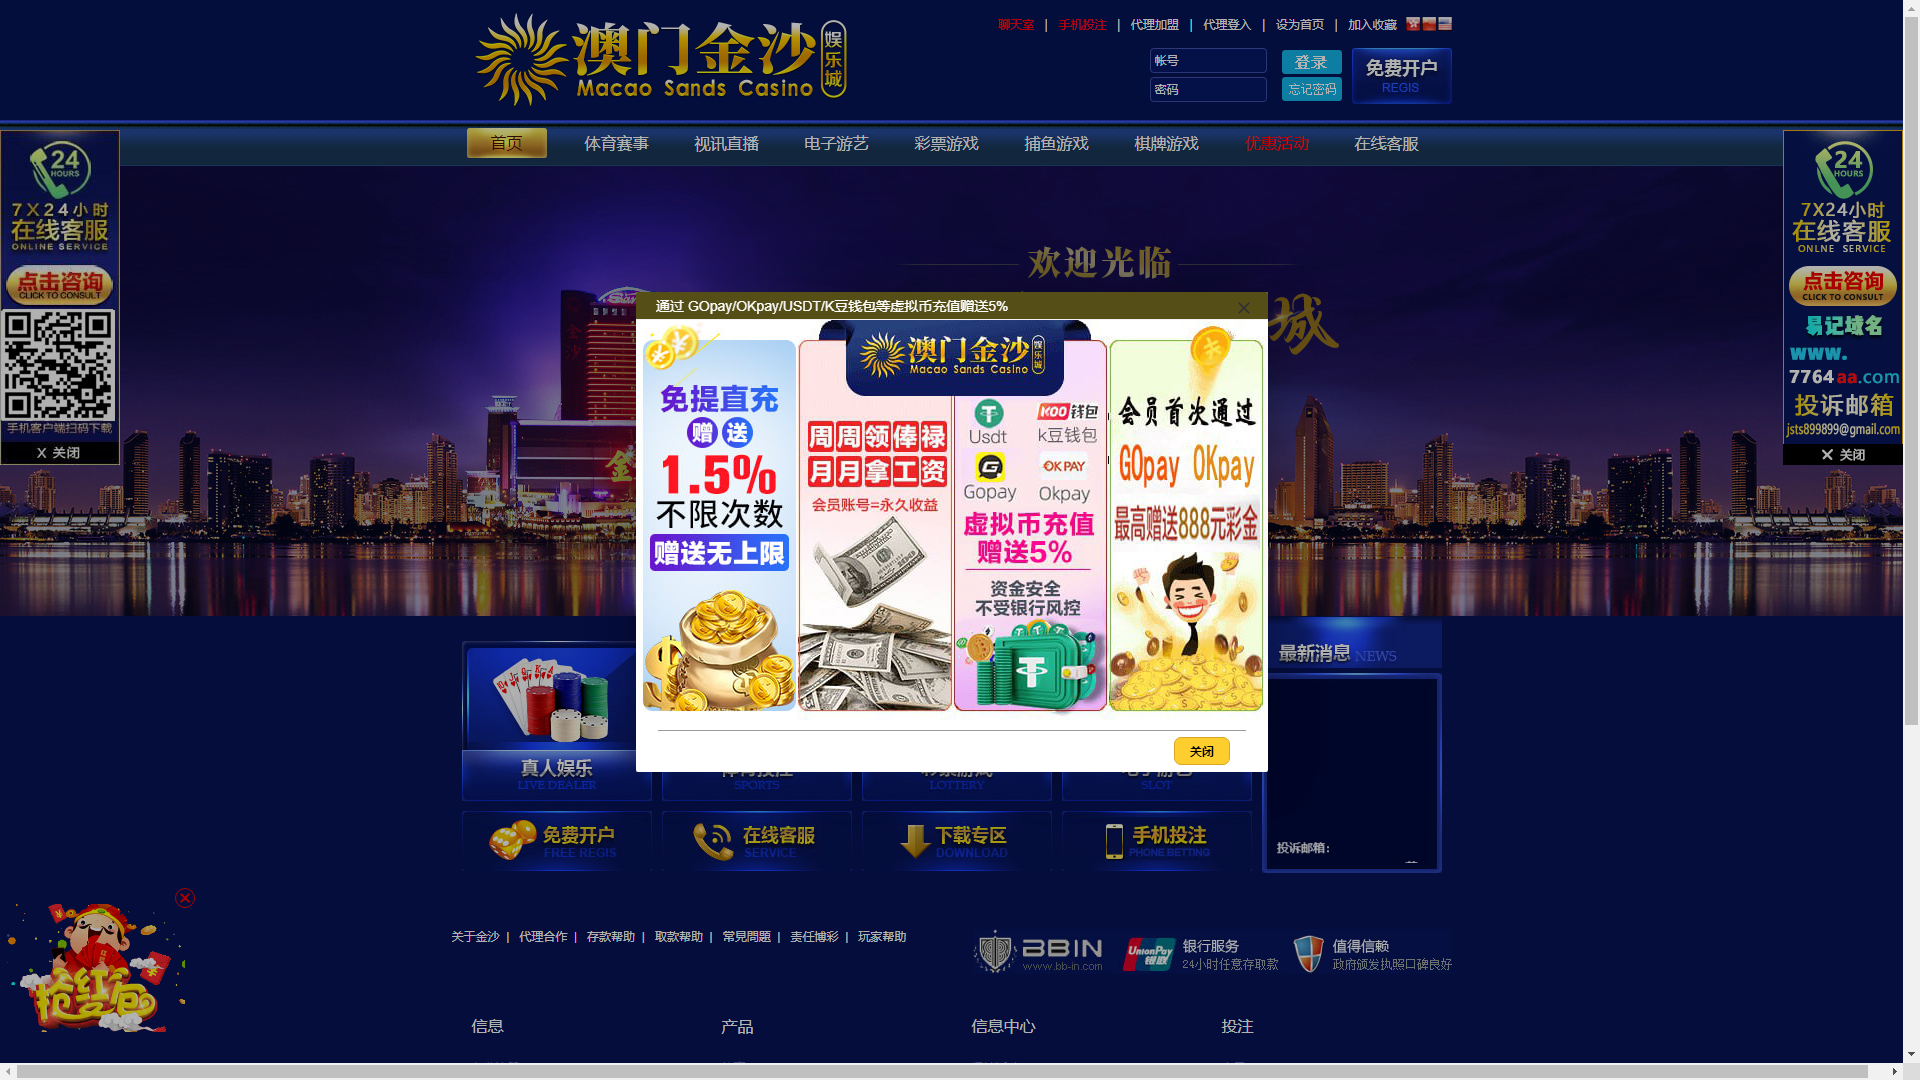 澳门金沙
娱乐城
Macao Sands Casino
聊天室 | 手机投注 | 代理加盟 | 代理登入 | 设为首页 | 加入收藏
帐号
登录
密码
忘记密码
免费开户
REGIS
首页
体育赛事
视讯直播
电子游艺
彩票游戏
捕鱼游戏
棋牌游戏
优惠活动
在线客服
24
HOURS
7X24小时
在线客服
ONLINE SERVICE
点击咨询
CLICK TO CONSULT
手机客户端扫码下载
X 关闭
欢迎光临
城
通过 GOpay/OKpay/USDT/K豆钱包等虚拟币充值赠送5%
免提直充
赠送
1.5%
不限次数
赠送无上限
澳门金沙
娱乐城
Macao Sands Casino
周周领俸禄
月月拿工资
会员账号=永久收益
Usdt
KOO钱包
k豆钱包
Gopay
OKPAY
Okpay
虚拟币充值
赠送5%
资金安全
不受银行风控
会员首次通过
GOpay OKpay
最高赠送888元彩金
关闭
24
HOURS
7X24小时
在线客服
ONLNE SERVICE
点击咨询
CLICK TO CONSULT
易记域名
www.
7764aa.com
投诉邮箱
jsts899899@gmail.com
X 关闭
最新消息 NEWS
投诉邮箱:
真人娱乐
LIVE DEALER
SPORTS
LOTTERY
SLOT
免费开户
FREE REGIS
在线客服
SERVICE
下载专区
DOWNLOAD
手机投注
PHONE BETTING
抢红包
关于金沙 | 代理合作 | 存款帮助 | 取款帮助 | 常見問題 | 责任博彩 | 玩家帮助
BBIN
www.bb-in.com
UnionPay
银联
银行服务
24小时任意存取款
值得信赖
政府颁发执照口碑良好
信息
产品
信息中心
投注